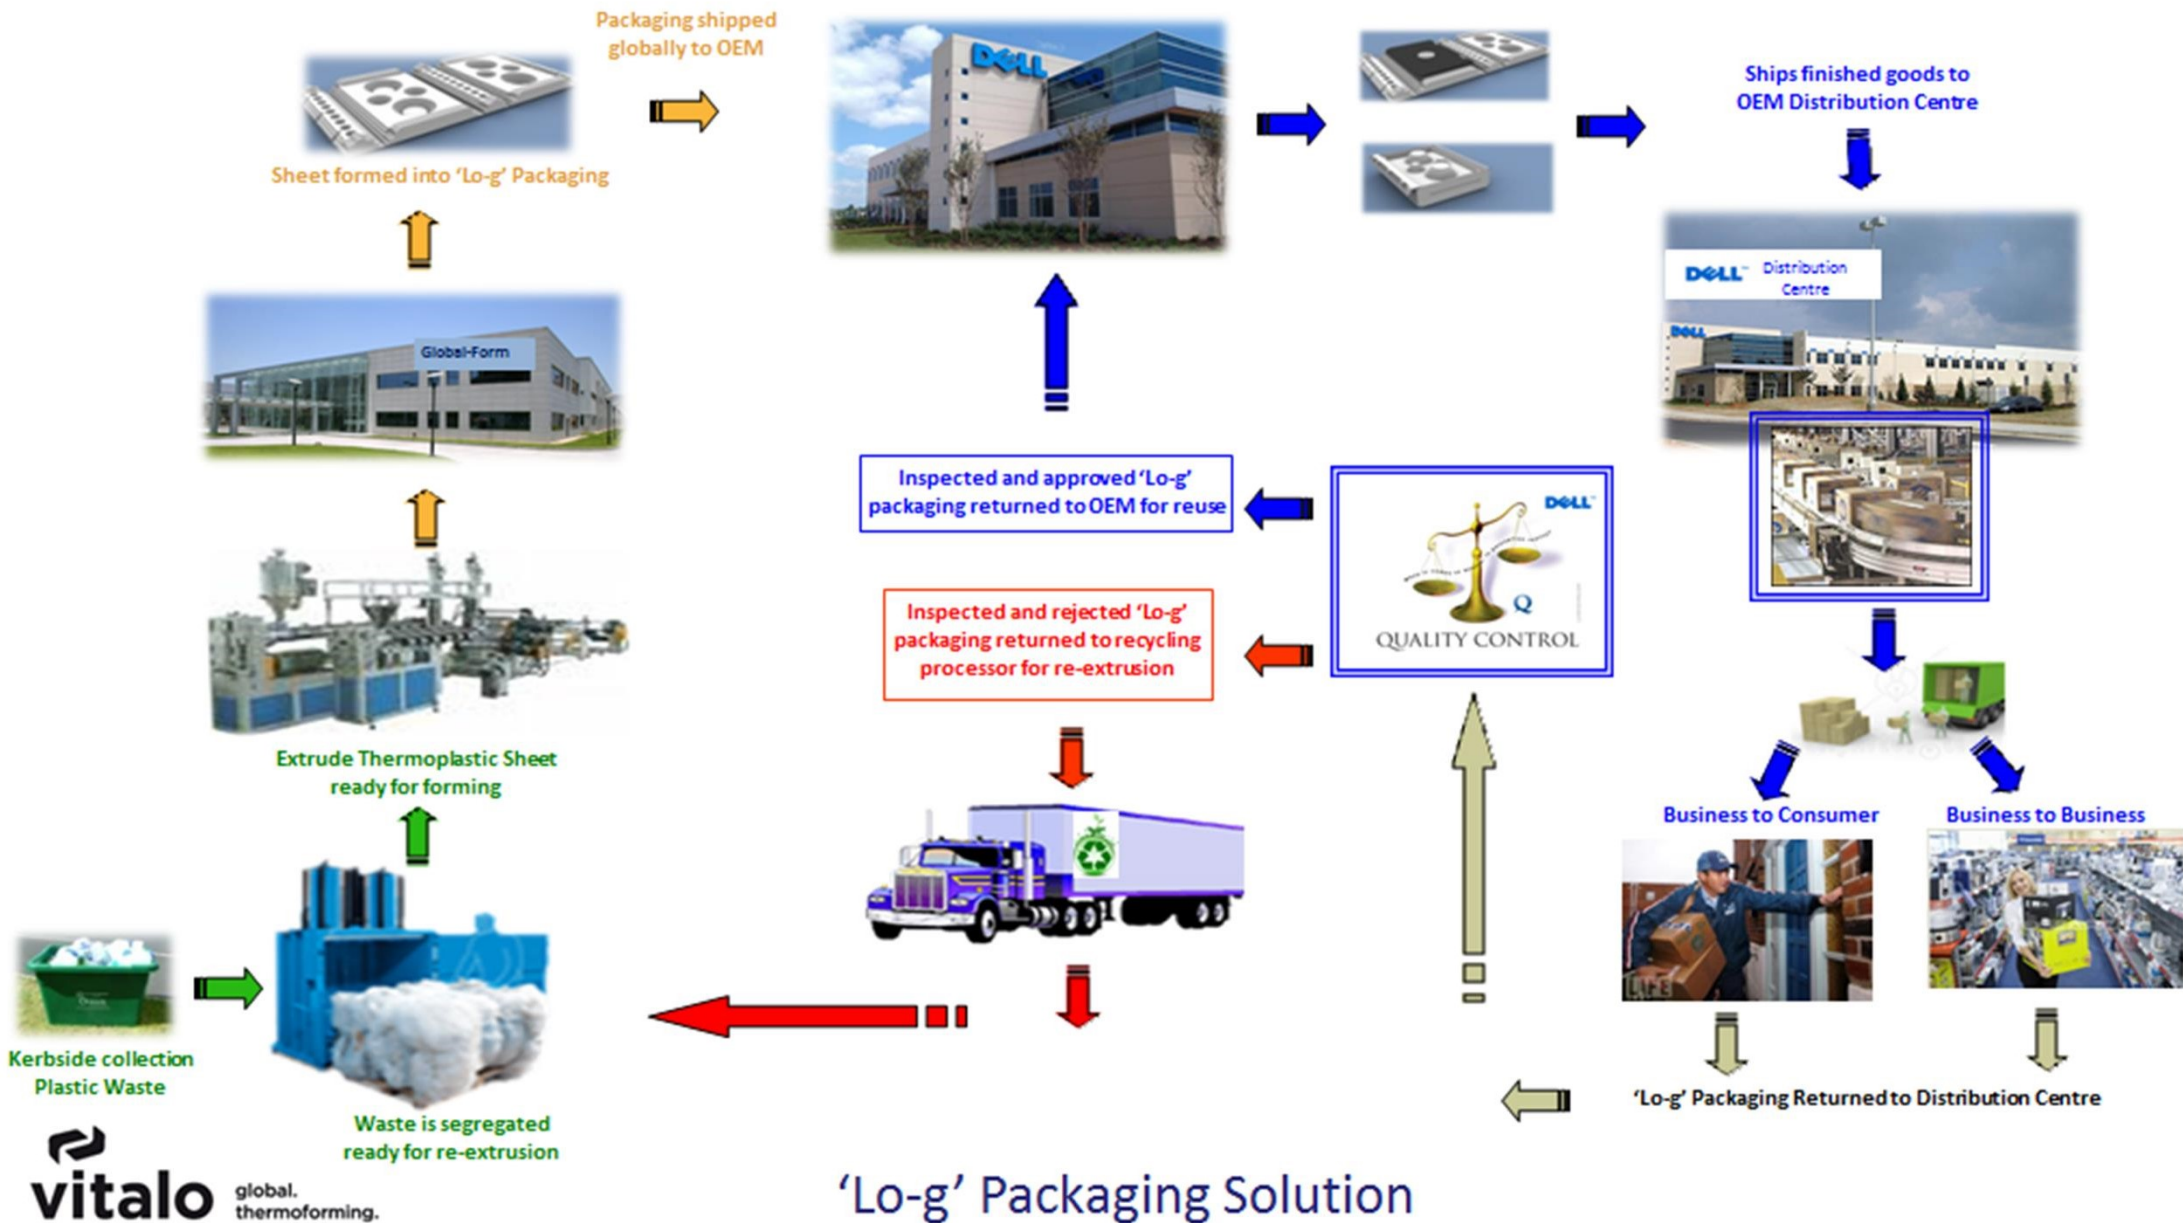 Packaging shipped
globally to OEM
Sheet formed into ‘Lo-g’ Packaging
DELL
Ships finished goods to
OEM Distribution Centre
DELL™ Distribution
Centre
DELL
Global-Form
Inspected and approved ‘Lo-g’
packaging returned to OEM for reuse
DELL™
Q
QUALITY CONTROL
Inspected and rejected ‘Lo-g’
packaging returned to recycling
processor for re-extrusion
Extrude Thermoplastic Sheet
ready for forming
Business to Consumer
Business to Business
LIFE
Kerbside collection
Plastic Waste
Waste is segregated
ready for re-extrusion
‘Lo-g’ Packaging Returned to Distribution Centre
vitalo
global.
thermoforming.
‘Lo-g’ Packaging Solution